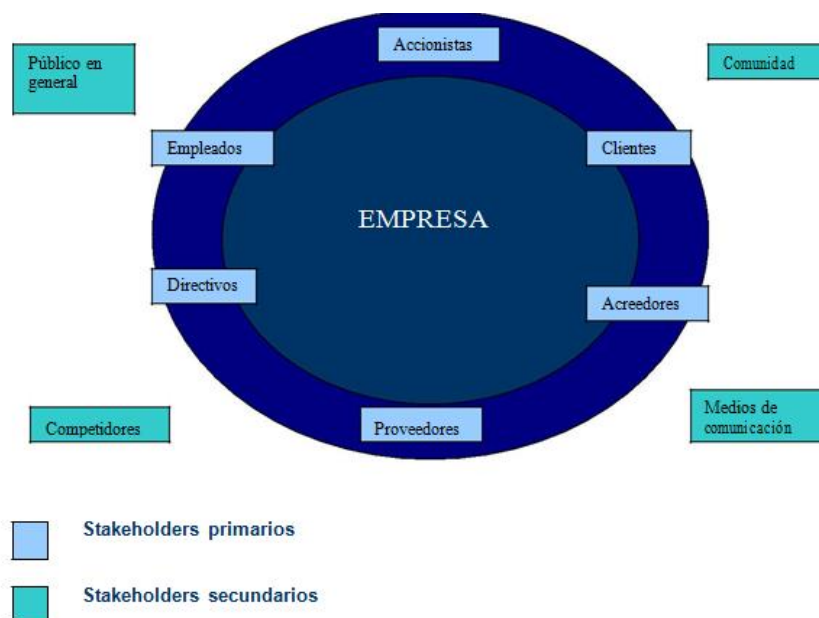 Accionistas
Público en
general
Comunidad
Empleados
Clientes
EMPRESA
Directivos
Acreedores
Competidores
Proveedores
Medios de
comunicación
Stakeholders primarios
Stakeholders secundarios